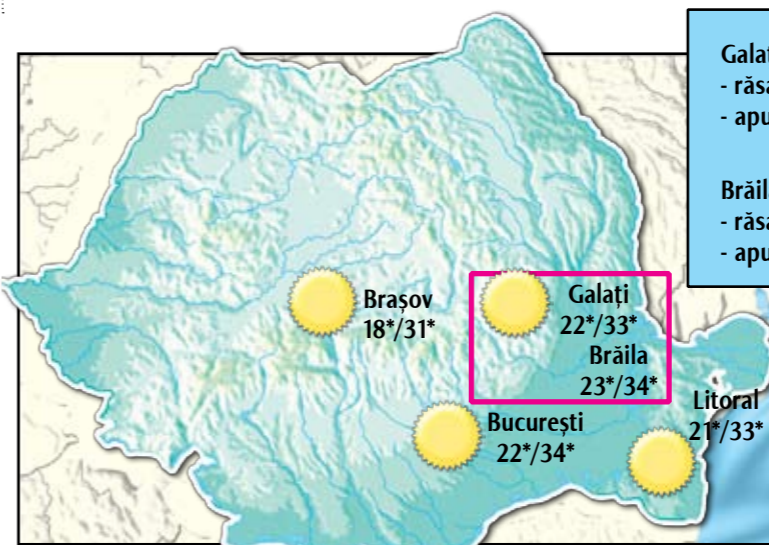 Brașov
18*/31*
Galați
22*/33*
Brăila
23*/34*
București
22*/34*
Litoral
21*/33*